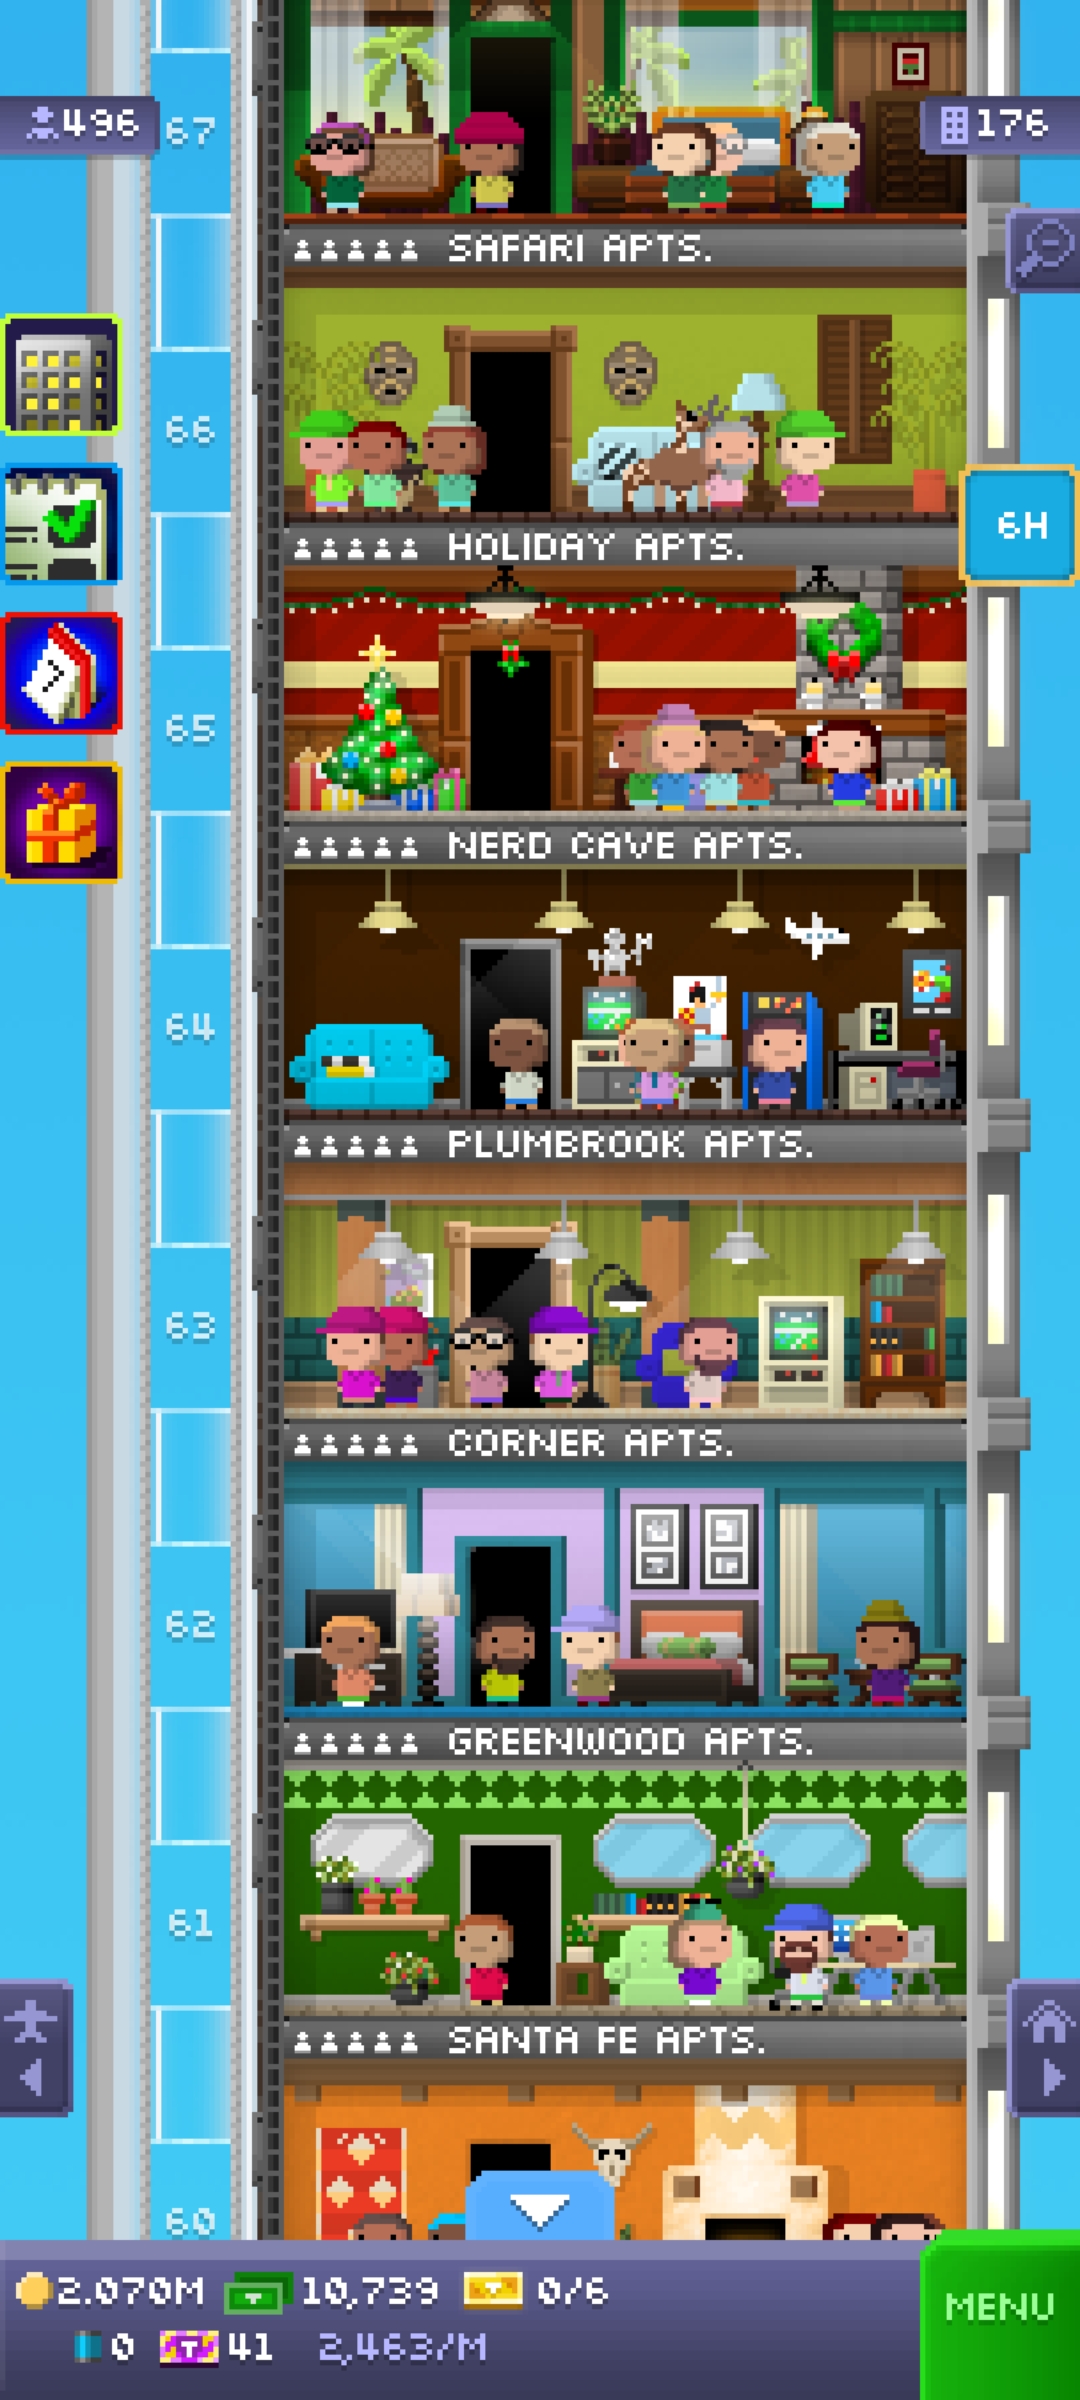 496
67
176
SAFARI APTS.
66
6H
HOLIDAY APTS.
65
NERD CAVE APTS.
64
PLUMBROOK APTS.
63
CORNER APTS.
62
GREENWOOD APTS.
61
SANTA FE APTS.
60
2.070M 10,739 0/6
0 T 41 2,463/M
MENU